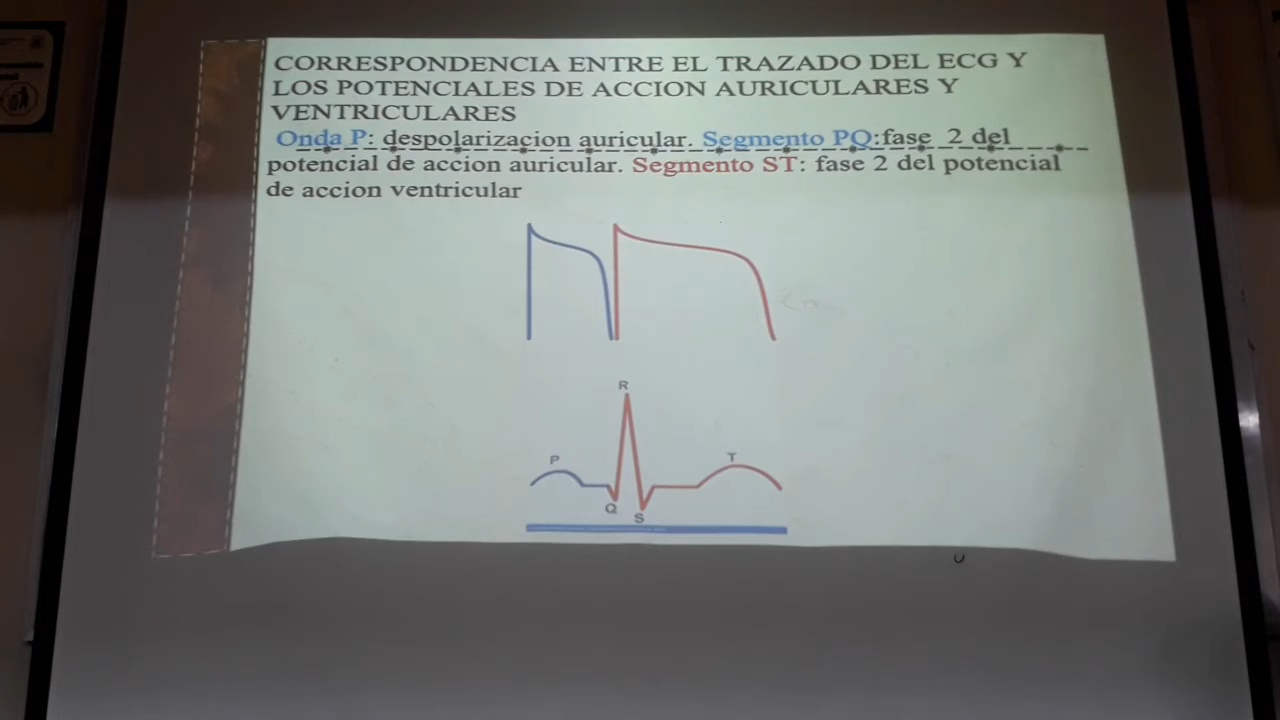 CORRESPONDENCIA ENTRE EL TRAZADO DEL ECG Y
LOS POTENCIALES DE ACCION AURICULARES Y
VENTRICULARES
Onda P: despolarizacion auricular. Segmento PQ:fase 2 del
potencial de accion auricular. Segmento ST: fase 2 del potencial
de accion ventricular
R
P
T
Q
S